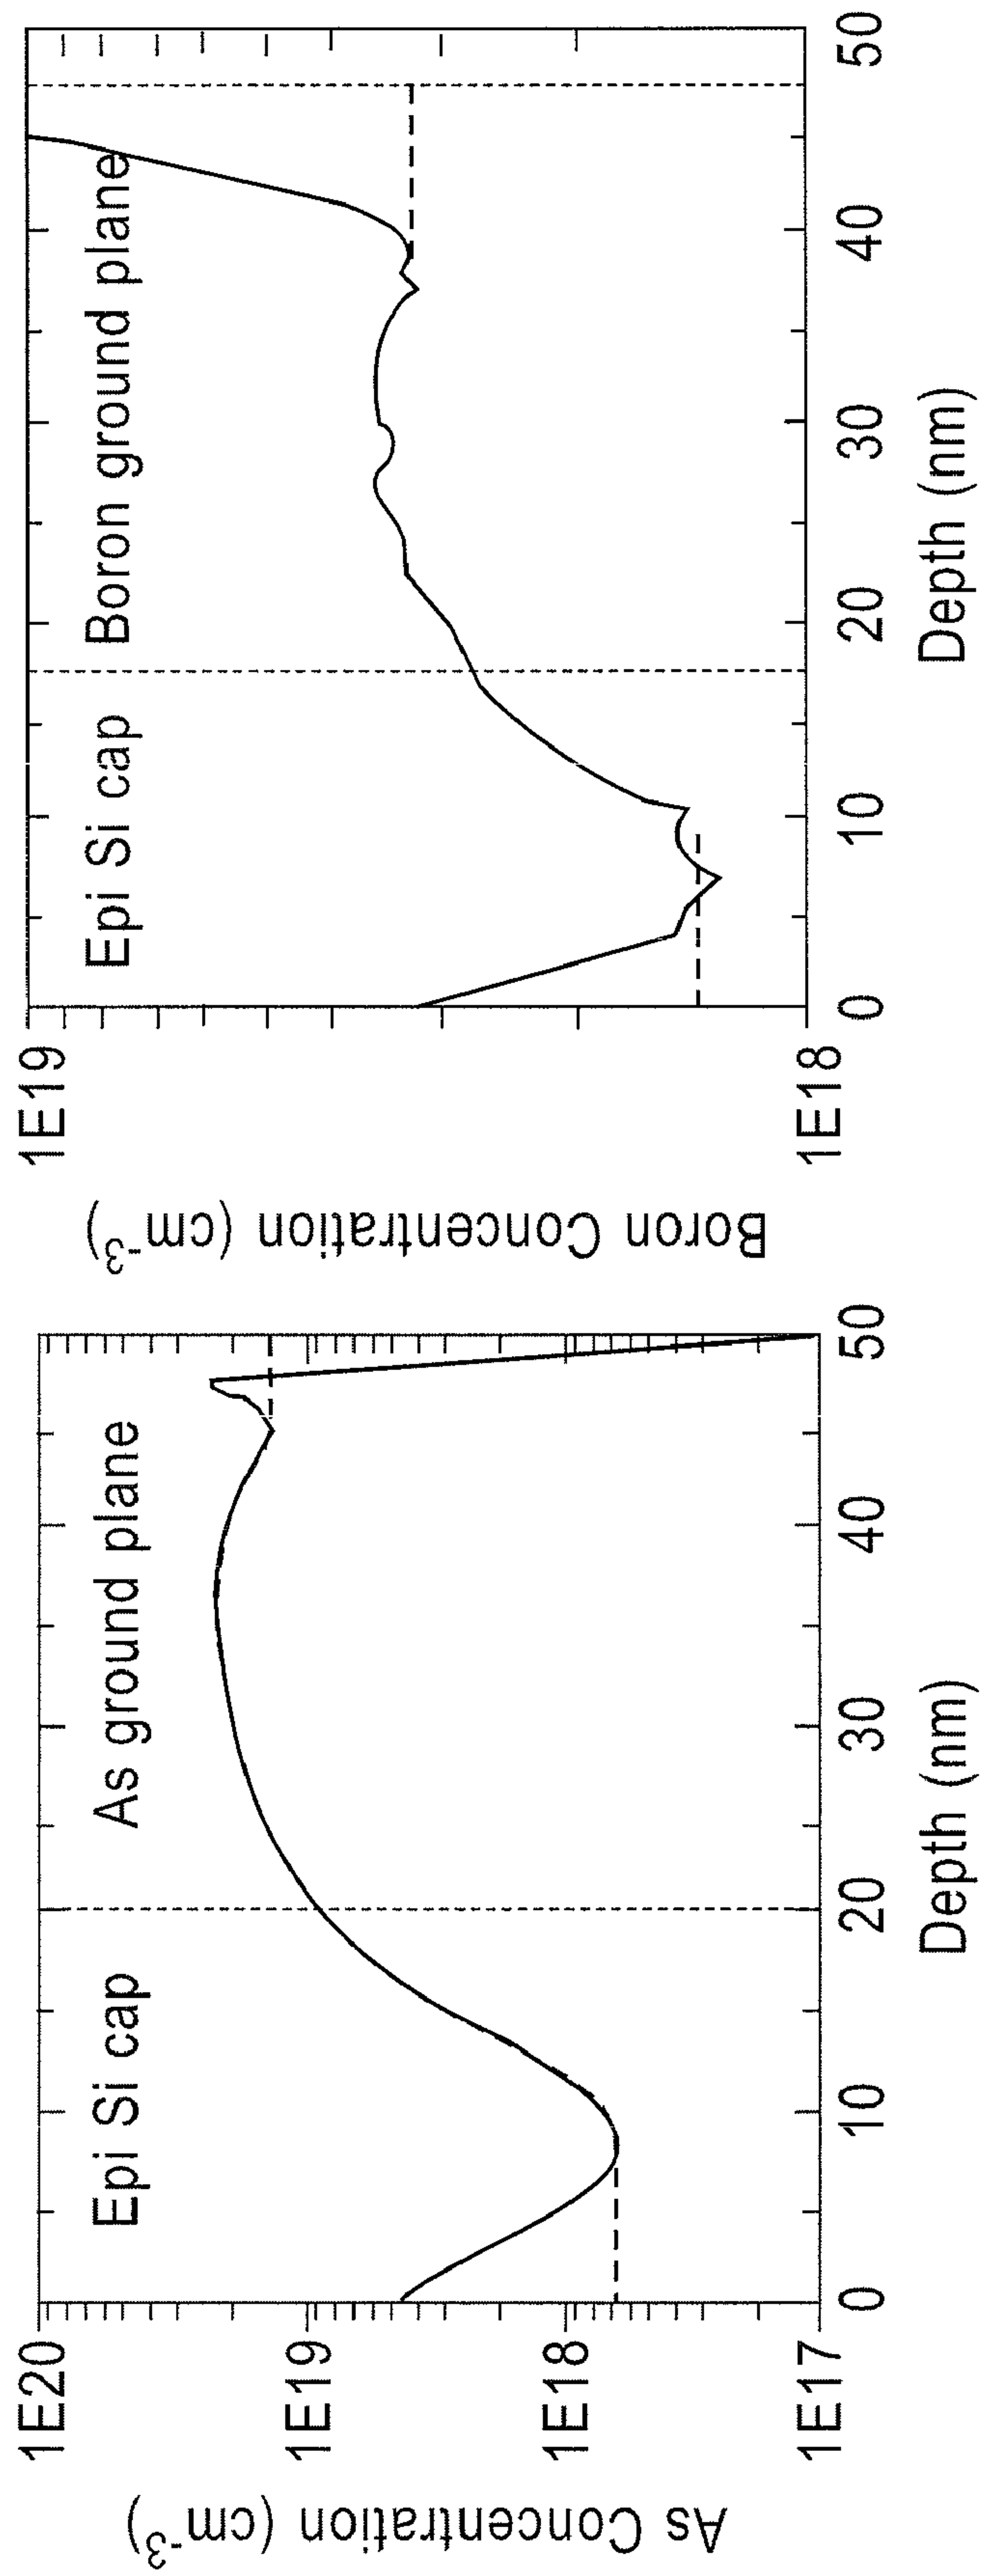 As Concentration (cm-3)
1E20
1E19
1E18
1E17
Epi Si cap
As ground plane
0
10
20
30
40
50
Depth (nm)
Boron Concentration (cm-3)
1E19
1E18
Epi Si cap
Boron ground plane
0
10
20
30
40
50
Depth (nm)